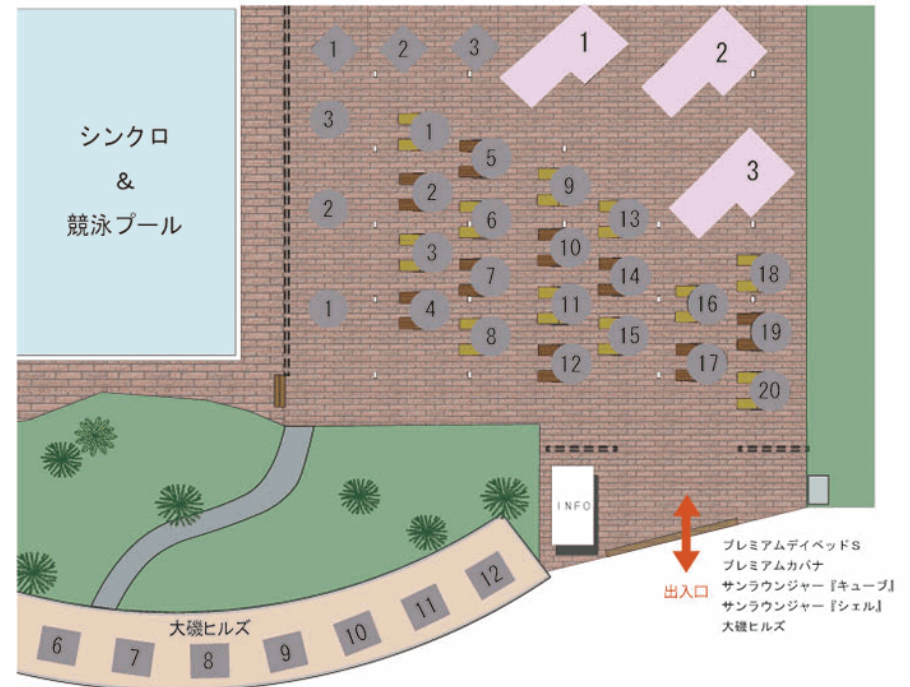 1 2 3
1
2
シンクロ
&
競泳プール
3
2
1
1
2
3
4
5
6
7
8
9
10
11
12
13
14
15
3
16
17
18
19
20
INFO
出入口
プレミアムデイベッドS
プレミアムカバナ
サンラウンジャー『キューブ』
サンラウンジャー『シェル』
大磯ヒルズ
大磯ヒルズ
6 7 8 9 10 11 12